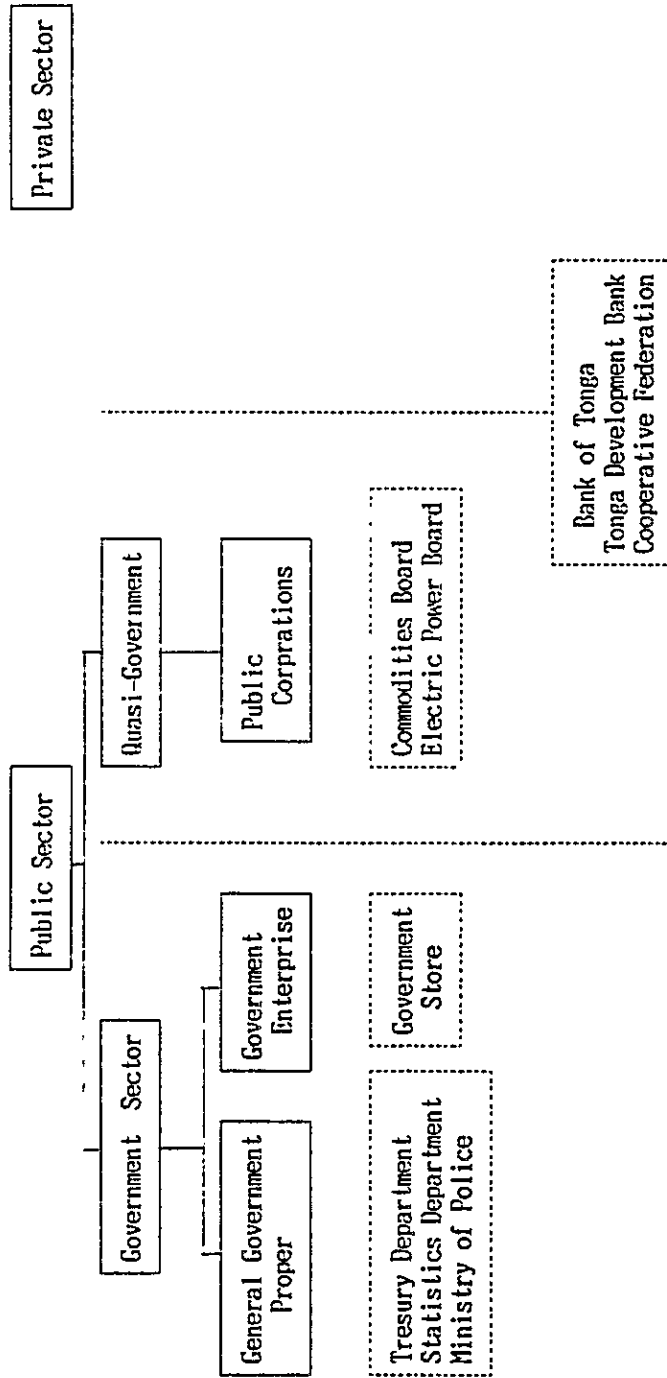 Public Sector
Private Sector
Government Sector
Quasi-Government
General Government
Proper
Government
Enterprise
Public
Corprations
Tresury Department
Statistics Department
Ministry of Police
Government
Store
Commodities Board
Electric Power Board
Bank of Tonga
Tonga Development Bank
Cooperative Federation